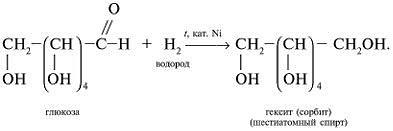 O
t, кат. Ni
CH₂–(CH)–C–H + H₂ → CH₂–(CH)–CH₂OH.
водород
OH OH 4 OH OH 4
глюкоза гексит (сорбит)
(шестиатомный спирт)